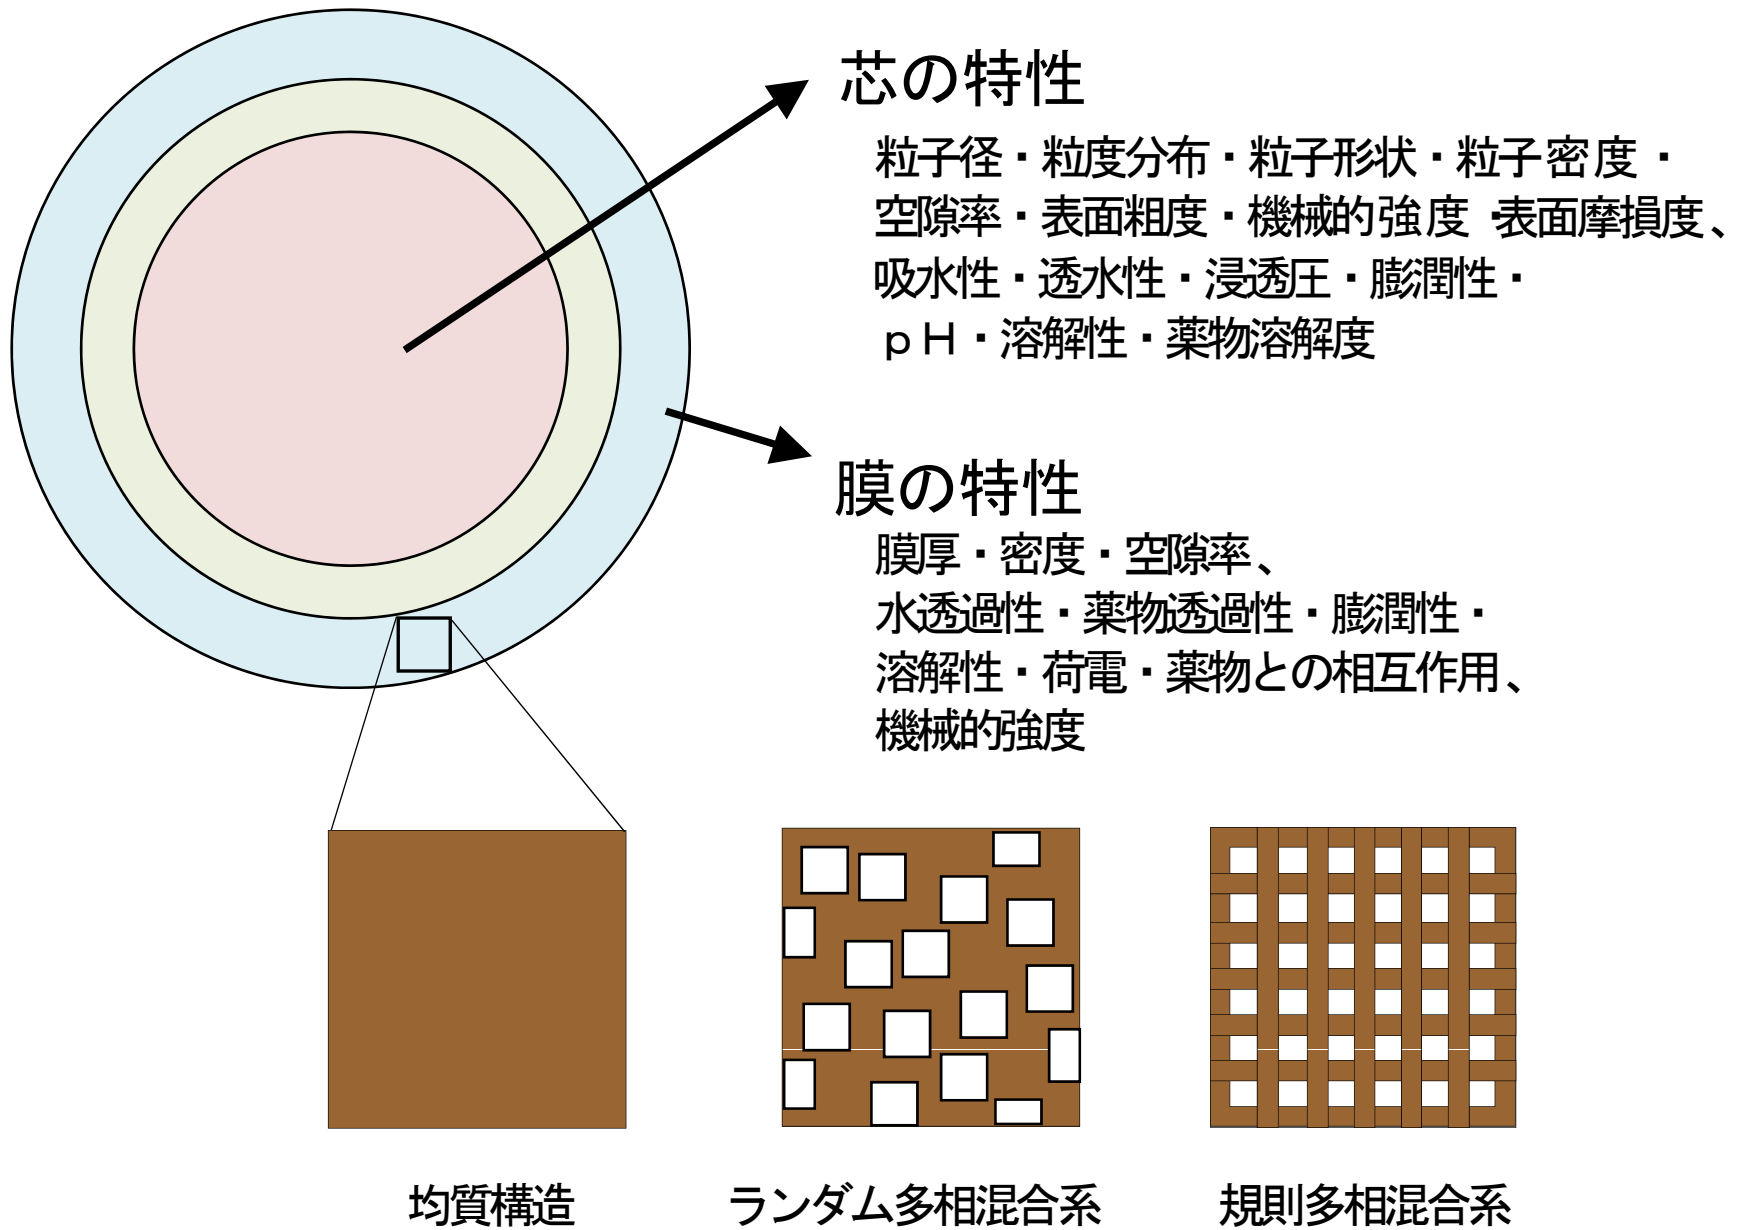 芯の特性
粒子径・粒度分布・粒子形状・粒子密度・
空隙率・表面粗度・機械的強度・表面摩損度、
吸水性・透水性・浸透圧・膨潤性・
ｐＨ・溶解性・薬物溶解度
膜の特性
膜厚・密度・空隙率、
水透過性・薬物透過性・膨潤性・
溶解性・荷電・薬物との相互作用、
機械的強度
均質構造
ランダム多相混合系
規則多相混合系